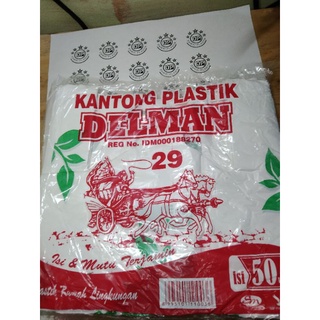 KANTONG PLASTIK
DELMAN
REG No. IDM000188270
29
Isi & Mutu Terjamin
isi 50
Plastik Ramah Lingkungan